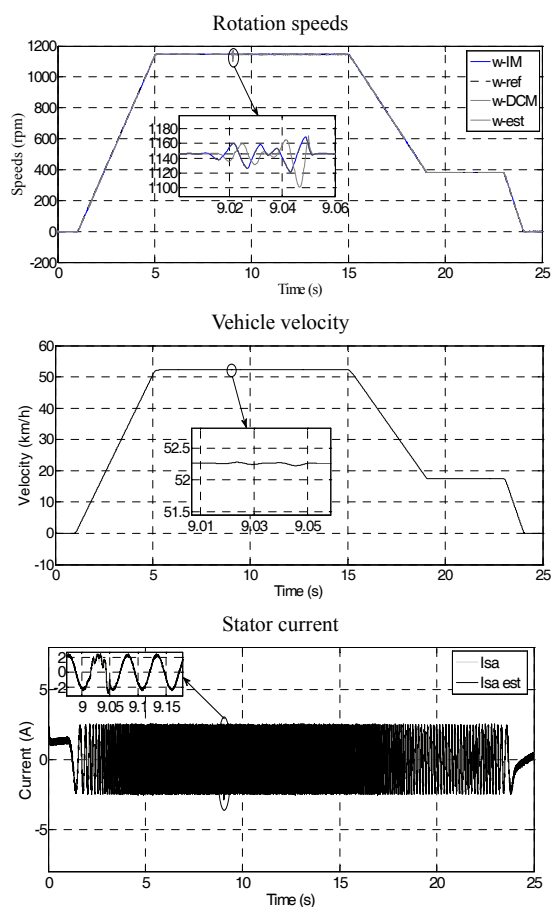 Rotation speeds
1200
1000
800
600
400
200
0
-200
Speeds (rpm)
w-IM
w-ref
w-DCM
w-est
1180
1160
1140
1120
1100
9.02 9.04 9.06
0 5 10 15 20 25
Time (s)
Vehicle velocity
60
50
40
30
20
10
0
-10
Velocity (km/h)
52.5
52
51.5
9.01 9.03 9.05
0 5 10 15 20 25
Time (s)
Stator current
2
0
-2
9 9.05 9.1 9.15
Isa
Isa est
5
0
-5
Current (A)
0 5 10 15 20 25
Time (s)